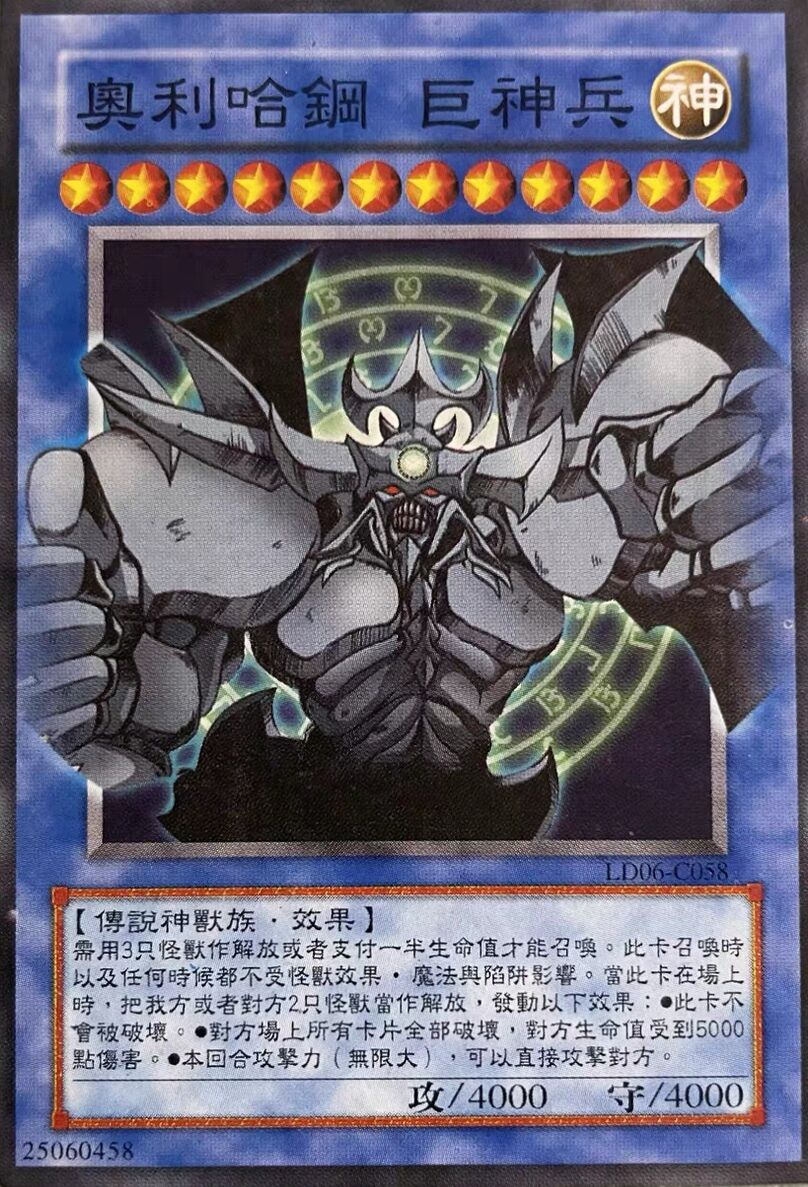 奧利哈鋼 巨神兵 神
LD06-C058
【傳說神獸族・效果】
需用3只怪獸作解放或者支付一半生命值才能召喚。此卡召喚時
以及任何時候都不受怪獸效果・魔法與陷阱影響。當此卡在場上
時，把我方或者對方2只怪獸當作解放，發動以下效果：●此卡不
會被破壞。●對方場上所有卡片全部破壞，對方生命值受到5000
點傷害。●本回合攻擊力（無限大），可以直接攻擊對方。
攻/4000 守/4000
25060458